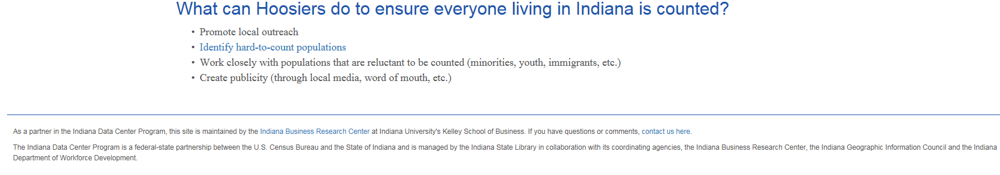 What can Hoosiers do to ensure everyone living in Indiana is counted?
• Promote local outreach
• Identify hard-to-count populations
• Work closely with populations that are reluctant to be counted (minorities, youth, immigrants, etc.)
• Create publicity (through local media, word of mouth, etc.)
As a partner in the Indiana Data Center Program, this site is maintained by the Indiana Business Research Center at Indiana University's Kelley School of Business. If you have questions or comments, contact us here.
The Indiana Data Center Program is a federal-state partnership between the U.S. Census Bureau and the State of Indiana and is managed by the Indiana State Library in collaboration with its coordinating agencies, the Indiana Business Research Center, the Indiana Geographic Information Council and the Indiana
Department of Workforce Development.